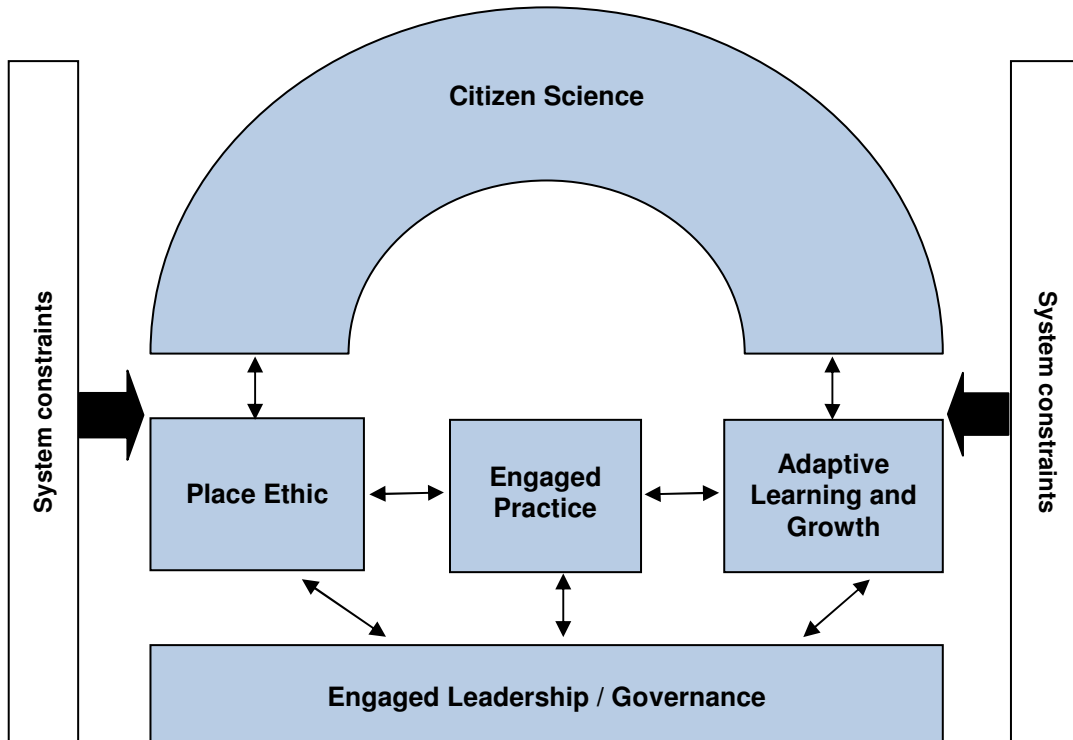 Citizen Science
System constraints
System constraints
Place Ethic
Engaged
Practice
Adaptive
Learning and
Growth
Engaged Leadership / Governance